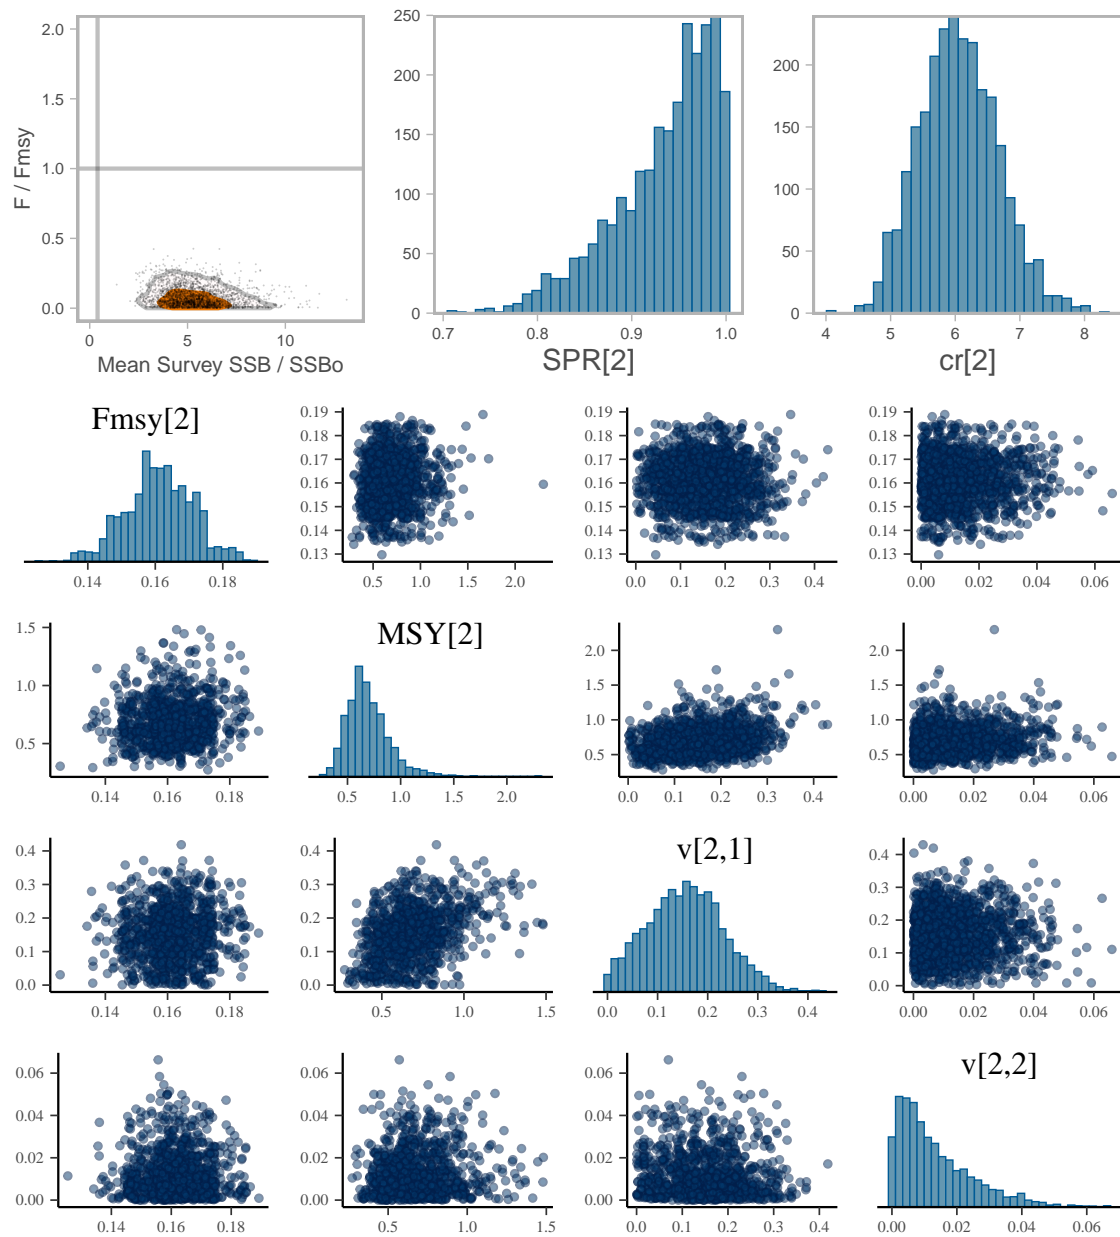 2.0
1.5
1.0
0.5
0.0
F / Fmsy
0 5 10
Mean Survey SSB / SSBo
250
200
150
100
50
0
0.7 0.8 0.9 1.0
SPR[2]
200
150
100
50
0
4 5 6 7 8
cr[2]
Fmsy[2]
0.14 0.16 0.18
0.19
0.18
0.17
0.16
0.15
0.14
0.13
0.5 1.0 1.5 2.0
0.19
0.18
0.17
0.16
0.15
0.14
0.13
0.0 0.1 0.2 0.3 0.4
0.19
0.18
0.17
0.16
0.15
0.14
0.13
0.00 0.02 0.04 0.06
1.5
1.0
0.5
0.14 0.16 0.18
MSY[2]
0.5 1.0 2.0
2.0
1.5
1.0
0.5
0.0 0.1 0.2 0.3 0.4
2.0
1.5
1.0
0.5
0.00 0.02 0.04 0.06
0.4
0.3
0.2
0.1
0.0
0.14 0.16 0.18
0.4
0.3
0.2
0.1
0.0
0.5 1.0 1.5
v[2,1]
0.0 0.1 0.2 0.3 0.4
0.4
0.3
0.2
0.1
0.0
0.00 0.02 0.04 0.06
0.06
0.04
0.02
0.00
0.14 0.16 0.18
0.06
0.04
0.02
0.00
0.5 1.0 1.5
0.06
0.04
0.02
0.00
0.0 0.1 0.2 0.3 0.4
v[2,2]
0.00 0.02 0.04 0.06